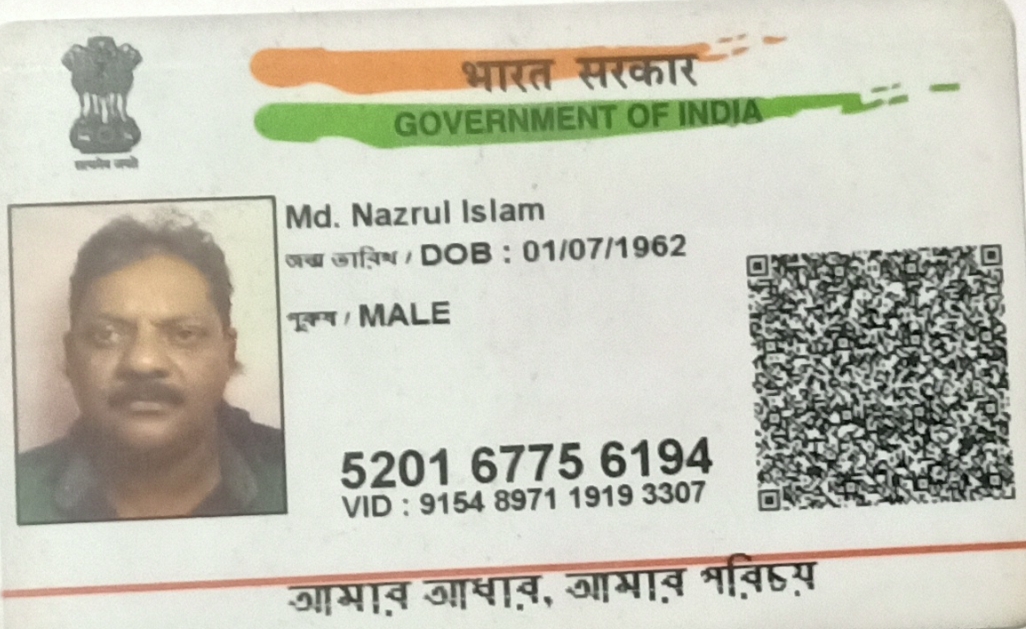 भारत सरकार
GOVERNMENT OF INDIA
सत्यमेव जयते
Md. Nazrul Islam
জন্ম তারিখ / DOB : 01/07/1962
পুরুষ / MALE
5201 6775 6194
VID : 9154 8971 1919 3307
আমার আধার, আমার পরিচয়